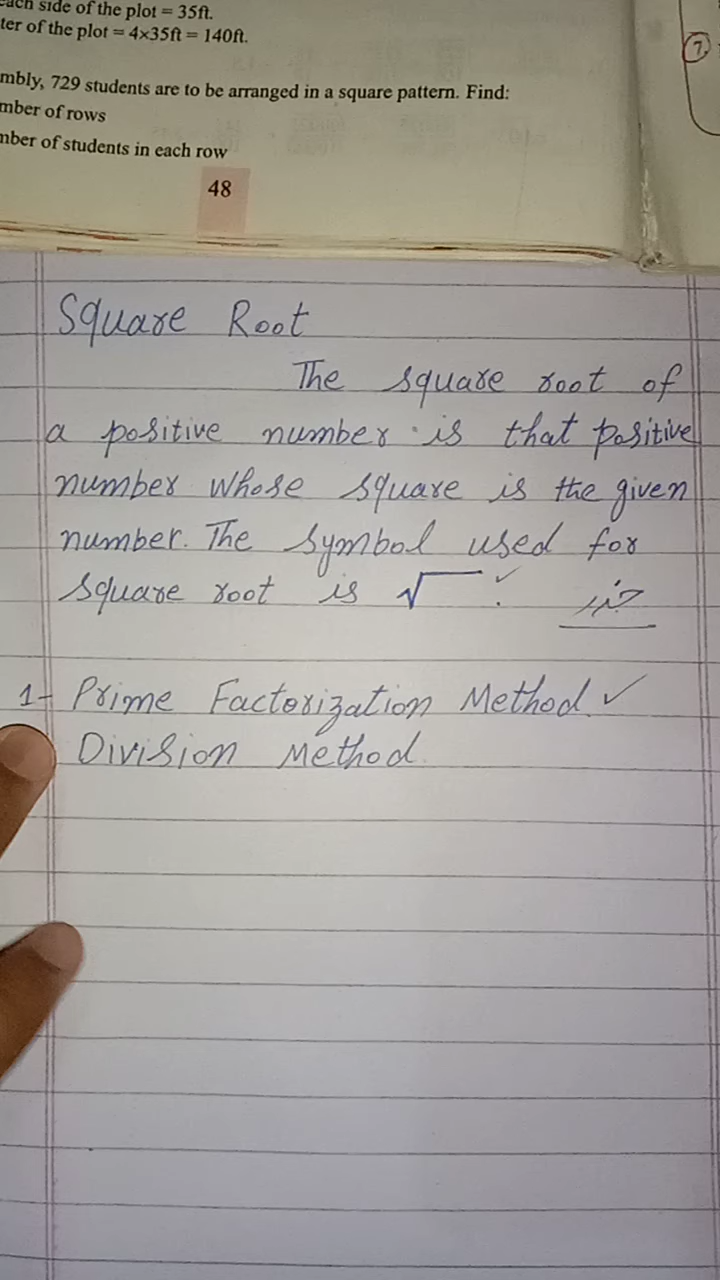 each side of the plot = 35ft.
ter of the plot = 4×35ft = 140ft.
7
mbly, 729 students are to be arranged in a square pattern. Find:
mber of rows
mber of students in each row
48
Square Root
The square root of
a positive number is that positive
number whose square is the given
number. The symbol used for
square root is √ . جذر
1- Prime Factorization Method ✓
Division Method